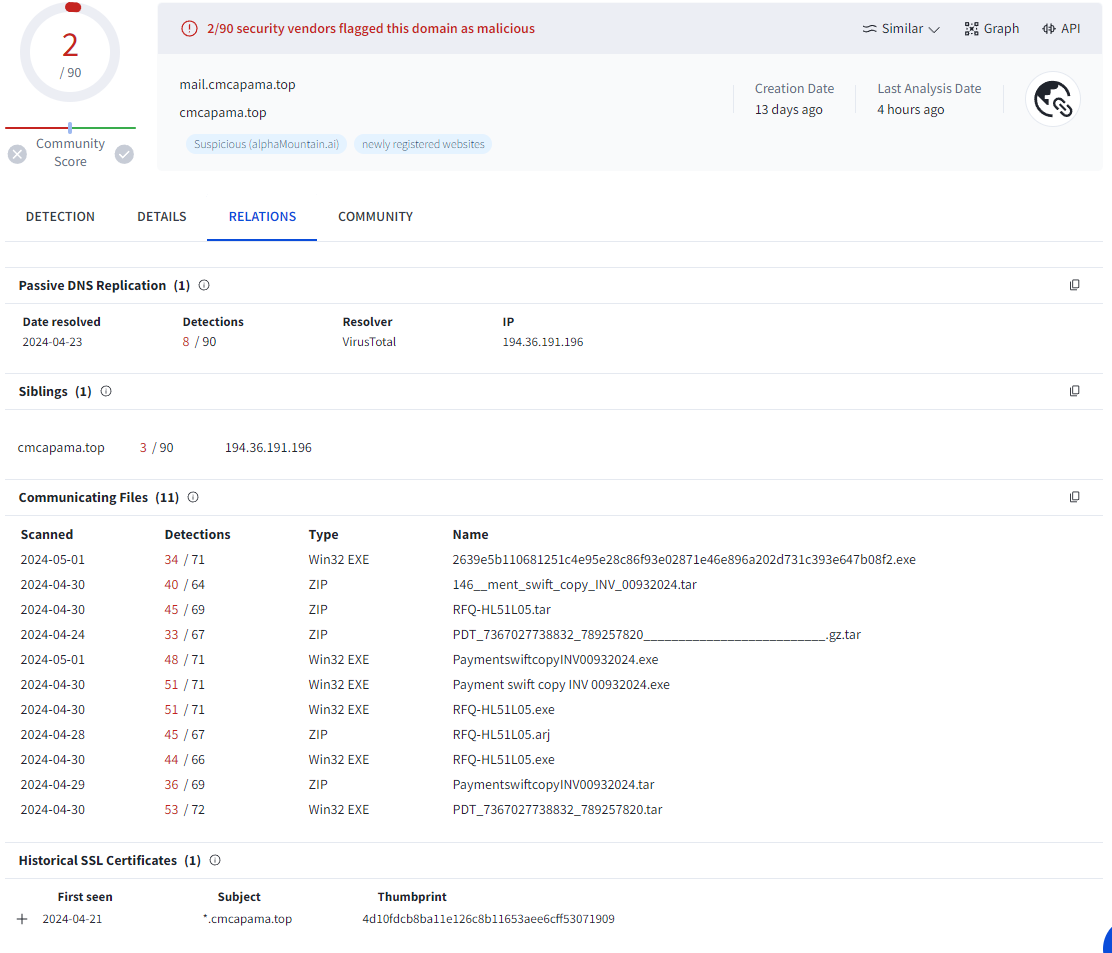 2
/ 90
Community
Score
2/90 security vendors flagged this domain as malicious
Similar
Graph
API
mail.cmcapama.top
cmcapama.top
Suspicious (alphaMountain.ai) newly registered websites
Creation Date
13 days ago
Last Analysis Date
4 hours ago
DETECTION DETAILS RELATIONS COMMUNITY
Passive DNS Replication (1)
Date resolved Detections Resolver IP
2024-04-23 8 / 90 VirusTotal 194.36.191.196
Siblings (1)
cmcapama.top 3 / 90 194.36.191.196
Communicating Files (11)
Scanned Detections Type Name
2024-05-01 34 / 71 Win32 EXE 2639e5b110681251c4e95e28c86f93e02871e46e896a202d731c393e647b08f2.exe
2024-04-30 40 / 64 ZIP 146__ment_swift_copy_INV_00932024.tar
2024-04-30 45 / 69 ZIP RFQ-HL51L05.tar
2024-04-24 33 / 67 ZIP PDT_7367027738832_789257820__________________________.gz.tar
2024-05-01 48 / 71 Win32 EXE PaymentswiftcopyINV00932024.exe
2024-04-30 51 / 71 Win32 EXE Payment swift copy INV 00932024.exe
2024-04-30 51 / 71 Win32 EXE RFQ-HL51L05.exe
2024-04-28 45 / 67 ZIP RFQ-HL51L05.arj
2024-04-30 44 / 66 Win32 EXE RFQ-HL51L05.exe
2024-04-29 36 / 69 ZIP PaymentswiftcopyINV00932024.tar
2024-04-30 53 / 72 Win32 EXE PDT_7367027738832_789257820.tar
Historical SSL Certificates (1)
First seen Subject Thumbprint
2024-04-21 *.cmcapama.top 4d10fdcb8ba11e126c8b11653aee6cff53071909